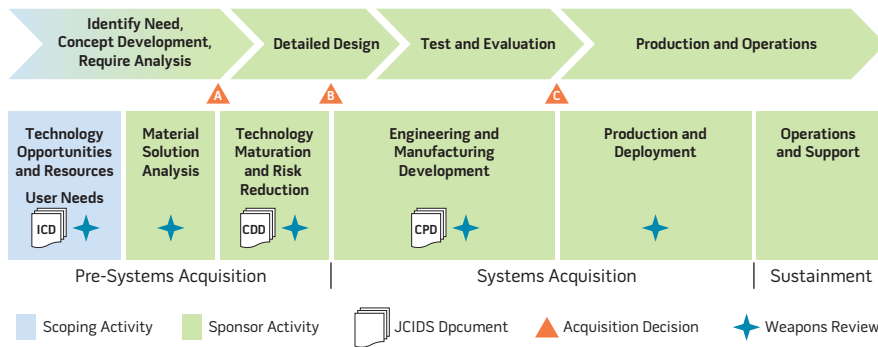 Identify Need,
Concept Development,
Require Analysis
Detailed Design
Test and Evaluation
Production and Operations
A
B
C
Technology
Opportunities
and Resources
User Needs
ICD
Material
Solution
Analysis
Technology
Maturation
and Risk
Reduction
CDD
Engineering and
Manufacturing
Development
CPD
Production and
Deployment
Operations
and Support
Pre-Systems Acquisition
Systems Acquisition
Sustainment
Scoping Activity
Sponsor Activity
JCIDS Dpcument
Acquisition Decision
Weapons Review